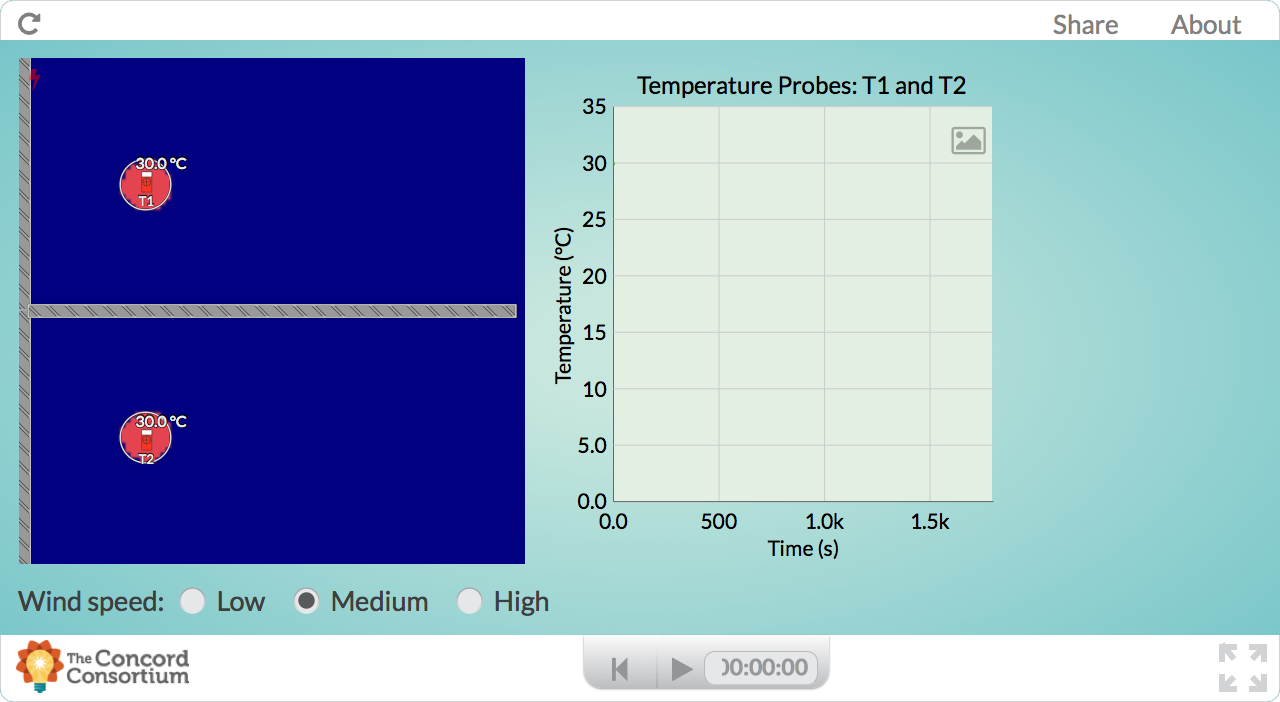 Share About
30.0 °C
T1
30.0 °C
T2
Temperature Probes: T1 and T2
35
30
25
20
15
10
5.0
0.0
Temperature (°C)
0.0 500 1.0k 1.5k
Time (s)
Wind speed: Low Medium High
The Concord
Consortium
00:00:00